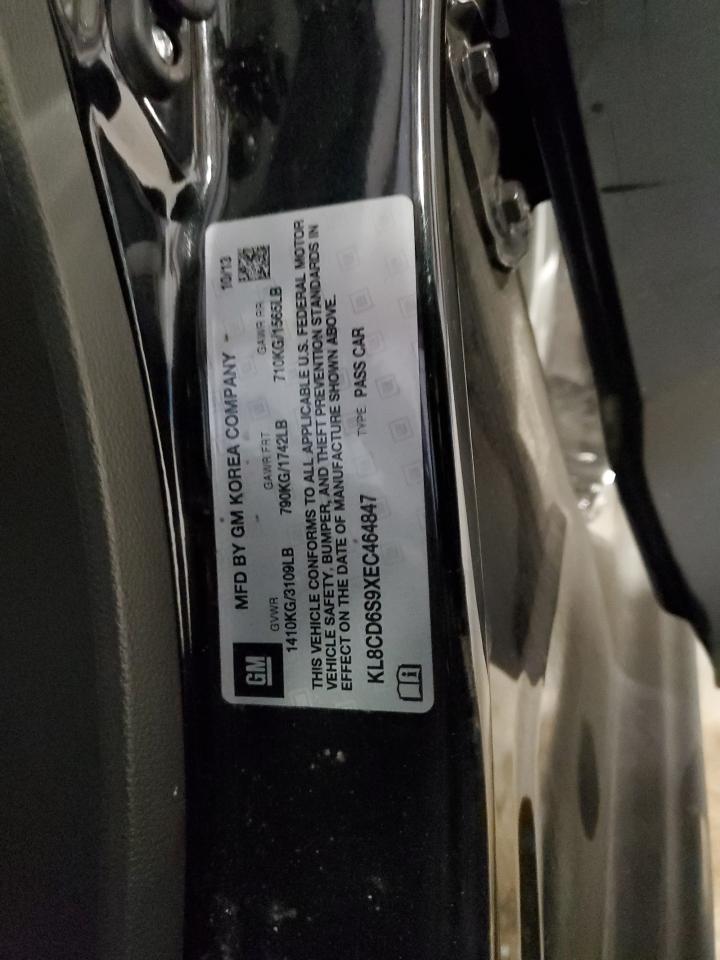 GM
MFD BY GM KOREA COMPANY 10/13
GVWR GAWR FRT GAWR RR
1410KG/3109LB 790KG/1742LB 710KG/1565LB
THIS VEHICLE CONFORMS TO ALL APPLICABLE U.S. FEDERAL MOTOR
VEHICLE SAFETY, BUMPER, AND THEFT PREVENTION STANDARDS IN
EFFECT ON THE DATE OF MANUFACTURE SHOWN ABOVE.
KL8CD6S9XEC464847 TYPE: PASS CAR